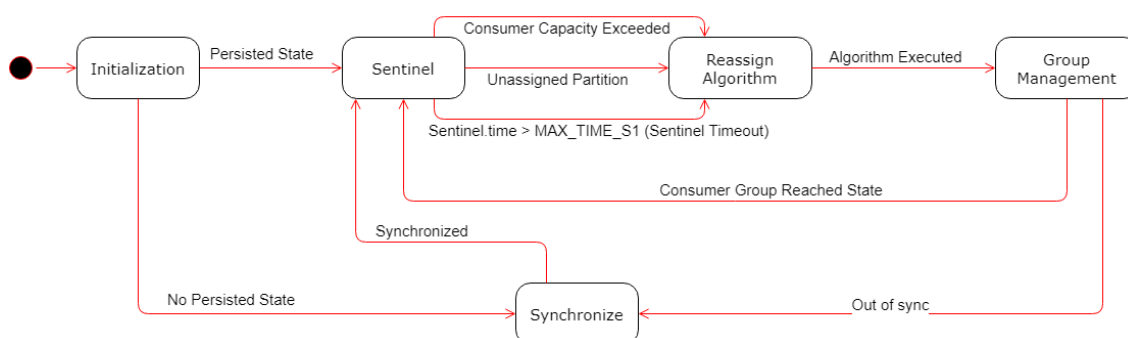 Consumer Capacity Exceeded
Persisted State
Initialization
Sentinel
Unassigned Partition
Reassign
Algorithm
Algorithm Executed
Group
Management
Sentinel.time > MAX_TIME_S1 (Sentinel Timeout)
Consumer Group Reached State
Synchronized
No Persisted State
Synchronize
Out of sync